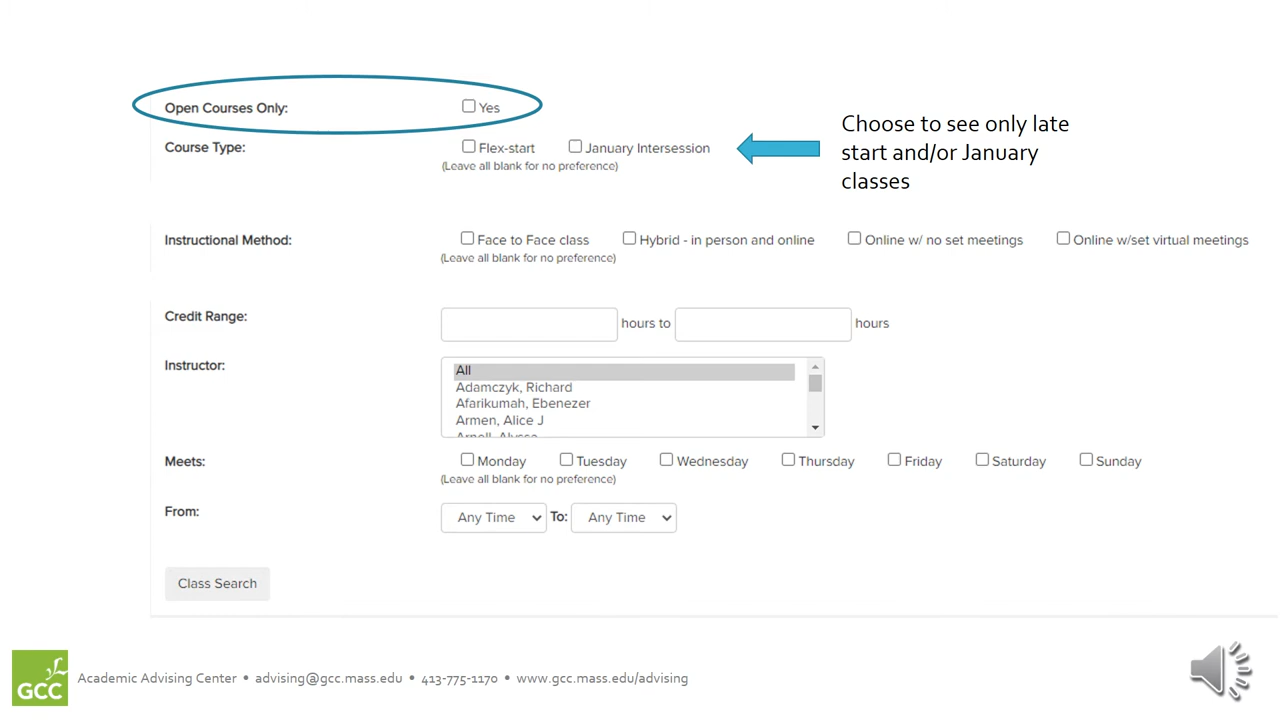 Open Courses Only: Yes
Course Type: Flex-start January Intersession
(Leave all blank for no preference)
Choose to see only late
start and/or January
classes
Instructional Method: Face to Face class Hybrid - in person and online Online w/ no set meetings Online w/set virtual meetings
(Leave all blank for no preference)
Credit Range: hours to hours
Instructor: All
Adamczyk, Richard
Afarikumah, Ebenezer
Armen, Alice J
Arnell, Alysse
Meets: Monday Tuesday Wednesday Thursday Friday Saturday Sunday
(Leave all blank for no preference)
From: Any Time To: Any Time
Class Search
GCC Academic Advising Center • advising@gcc.mass.edu • 413-775-1170 • www.gcc.mass.edu/advising